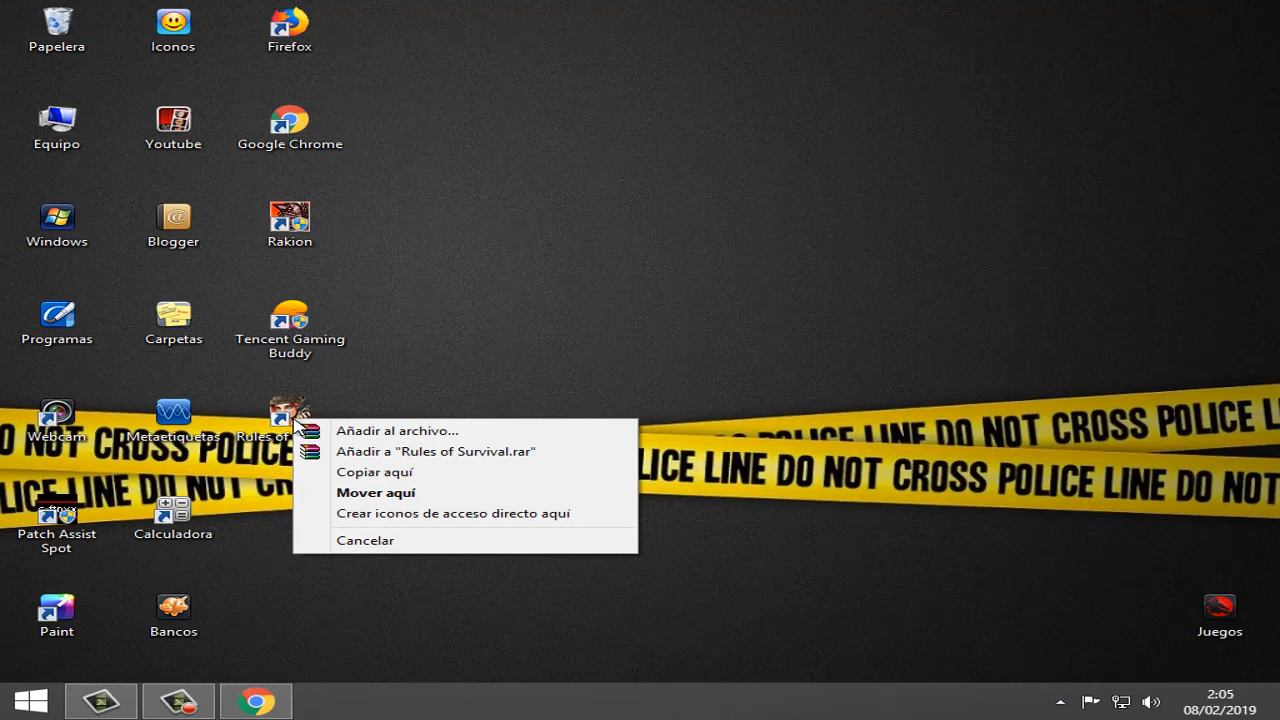 Papelera
Iconos
Firefox
Equipo
Youtube
Google Chrome
Windows
Blogger
Rakion
Programas
Carpetas
Tencent Gaming
Buddy
Webcam
Metaetiquetas
Rules of
Añadir al archivo...
Añadir a "Rules of Survival.rar"
Copiar aquí
Mover aquí
Crear iconos de acceso directo aquí
Cancelar
Patch Assist
Spot
Calculadora
Paint
Bancos
Juegos
O NOT CROSS POLICE
LINE DO NOT CR
POLICE LINE DO NOT CROSS POLICE LINE
LICE LINE DO NOT CROSS POLICE LINE DO NOT
2:05
08/02/2019